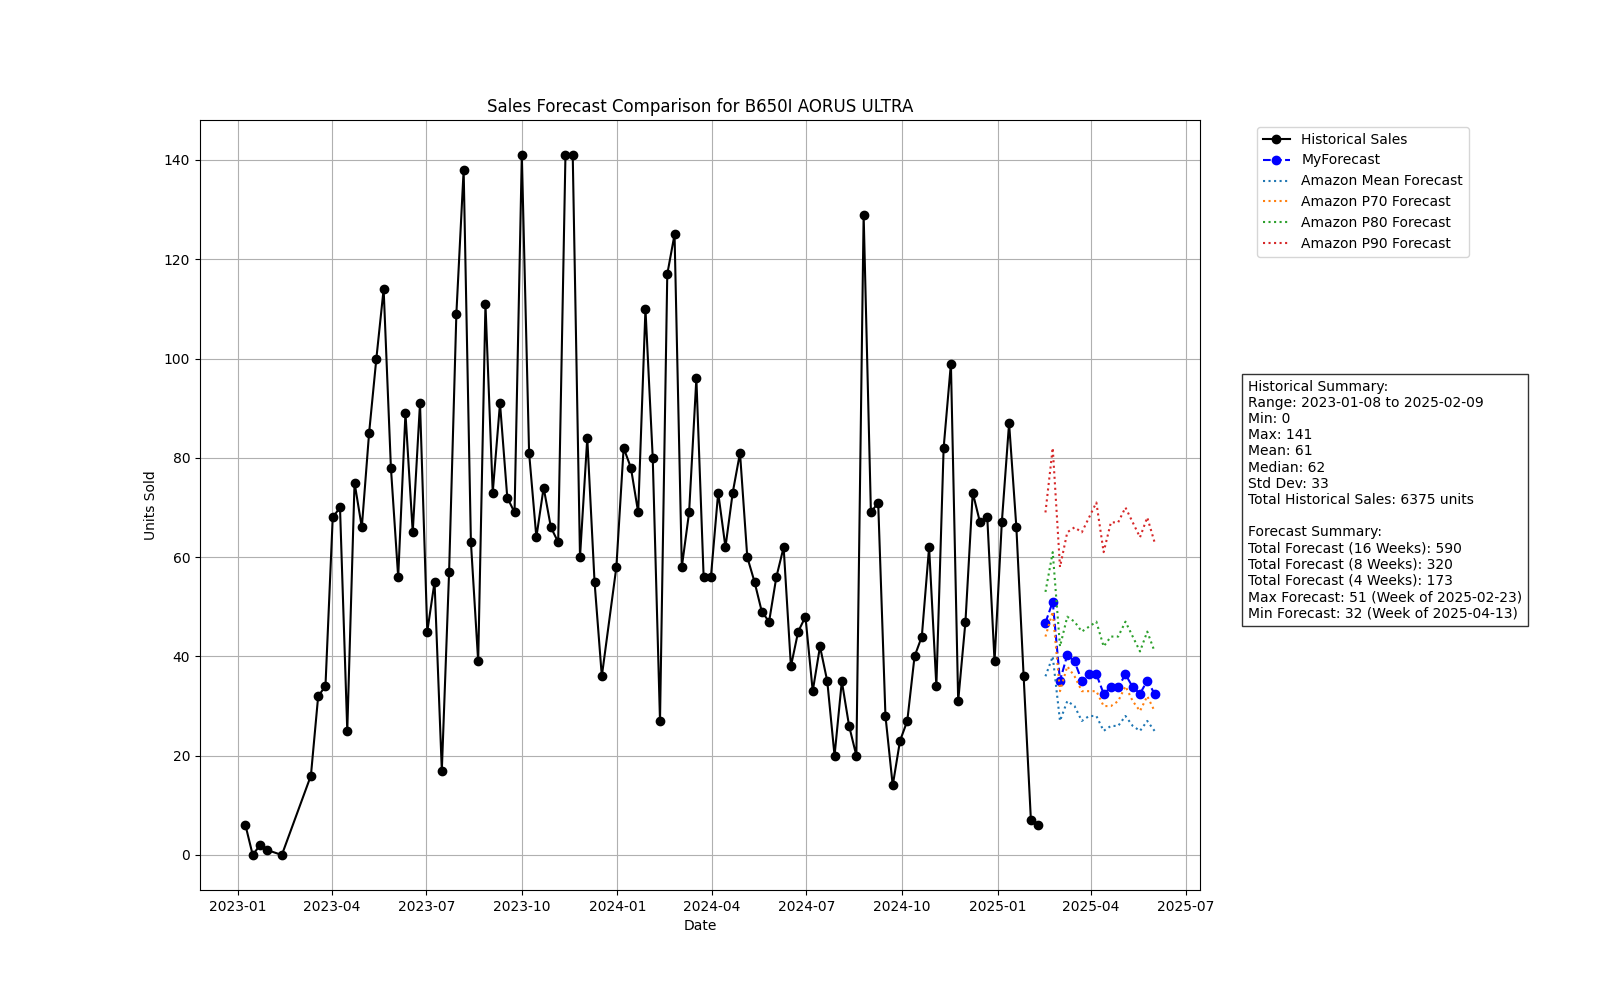 Sales Forecast Comparison for B650I AORUS ULTRA
Units Sold
140
120
100
80
60
40
20
0
2023-01
2023-04
2023-07
2023-10
2024-01
2024-04
2024-07
2024-10
2025-01
2025-04
2025-07
Date
Historical Sales
MyForecast
Amazon Mean Forecast
Amazon P70 Forecast
Amazon P80 Forecast
Amazon P90 Forecast
Historical Summary:
Range: 2023-01-08 to 2025-02-09
Min: 0
Max: 141
Mean: 61
Median: 62
Std Dev: 33
Total Historical Sales: 6375 units
Forecast Summary:
Total Forecast (16 Weeks): 590
Total Forecast (8 Weeks): 320
Total Forecast (4 Weeks): 173
Max Forecast: 51 (Week of 2025-02-23)
Min Forecast: 32 (Week of 2025-04-13)